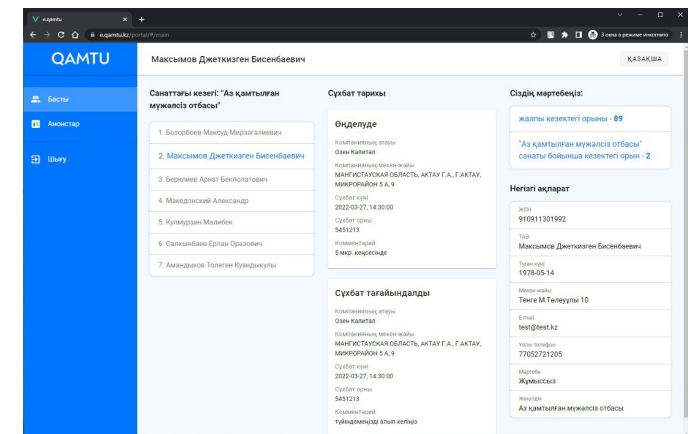 e.qamtu
e.qamtu.kz/portal/#/main
3 окна в режиме инкогнито
QAMTU
Максымов Джеткизген Бисенбаевич
ҚАЗАҚША
Басты
Анонстар
Шығу
Санаттағы кезегі: "Аз қамтылған
мүжәлсіз отбасы"
1. Бозорбоев Максуд Мирзагалиевич
2. Максымов Джеткизген Бисенбаевич
3. Берклиев Арнат Бекполатович
4. Македонский Александр
5. Кулмурзин Малибек
6. Салкынбаев Ерлан Оразович
7. Амандыков Толеген Куандыкулы
Сұхбат тарихы
Өңделуде
Компанияның атауы
Озен Капитал
Компанияның мекен-жайы
МАНГИСТАУСКАЯ ОБЛАСТЬ, АКТАУ Г.А., Г.АКТАУ,
МИКРОРАЙОН 5 А, 9
Сұхбат күні
2022-03-27, 14:30:00
Сұхбат орны
5451213
Комментарий
5 мкр. кеңсесінде
Сұхбат тағайындалды
Компанияның атауы
Озен Капитал
Компанияның мекен-жайы
МАНГИСТАУСКАЯ ОБЛАСТЬ, АКТАУ Г.А., Г.АКТАУ,
МИКРОРАЙОН 5 А, 9
Сұхбат күні
2022-03-27, 14:30:00
Сұхбат орны
5451213
Комментарий
түйіндемеңізді алып келіңіз
Сіздің мәртебеңіз:
жалпы кезектегі орыны - 89
"Аз қамтылған мүжәлсіз отбасы"
санаты бойынша кезектегі орын - 2
Негізгі ақпарат
ЖСН
910911301992
ТАӘ
Максымов Джеткизген Бисенбаевич
Туған күні
1978-05-14
Мекен-жайы
Тенге М.Телеуұлы 10
E-mail
test@test.kz
Ұялы телефон
77052721205
Мәртебе
Жұмыссыз
Жеңілдік
Аз қамтылған мүжәлсіз отбасы